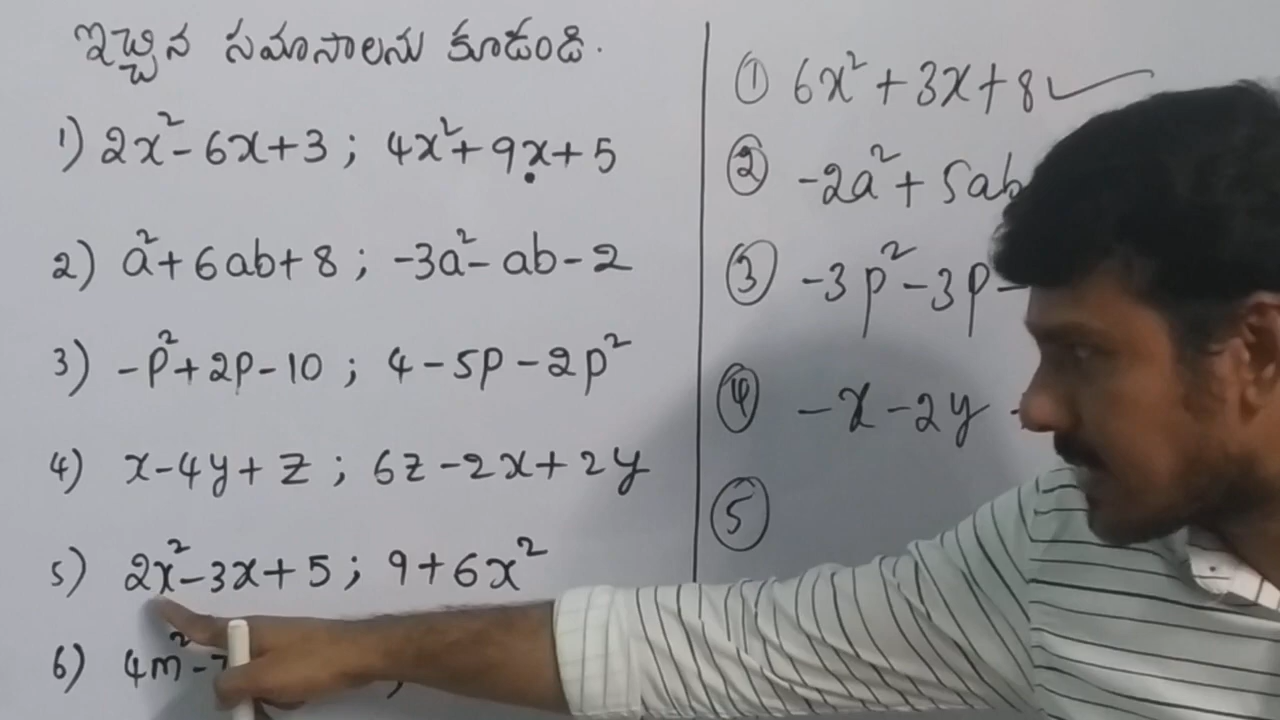 ఇచ్చిన సమాసాలను కూడండి.
1) 2x² - 6x + 3 ; 4x² + 9x + 5
2) a² + 6ab + 8 ; -3a² - ab - 2
3) -p² + 2p - 10 ; 4 - 5p - 2p²
4) x - 4y + z ; 6z - 2x + 2y
5) 2x² - 3x + 5 ; 9 + 6x²
6) 4m² -
① 6x² + 3x + 8
② -2a² + 5ab
③ -3p² - 3p -
④ -x - 2y
⑤